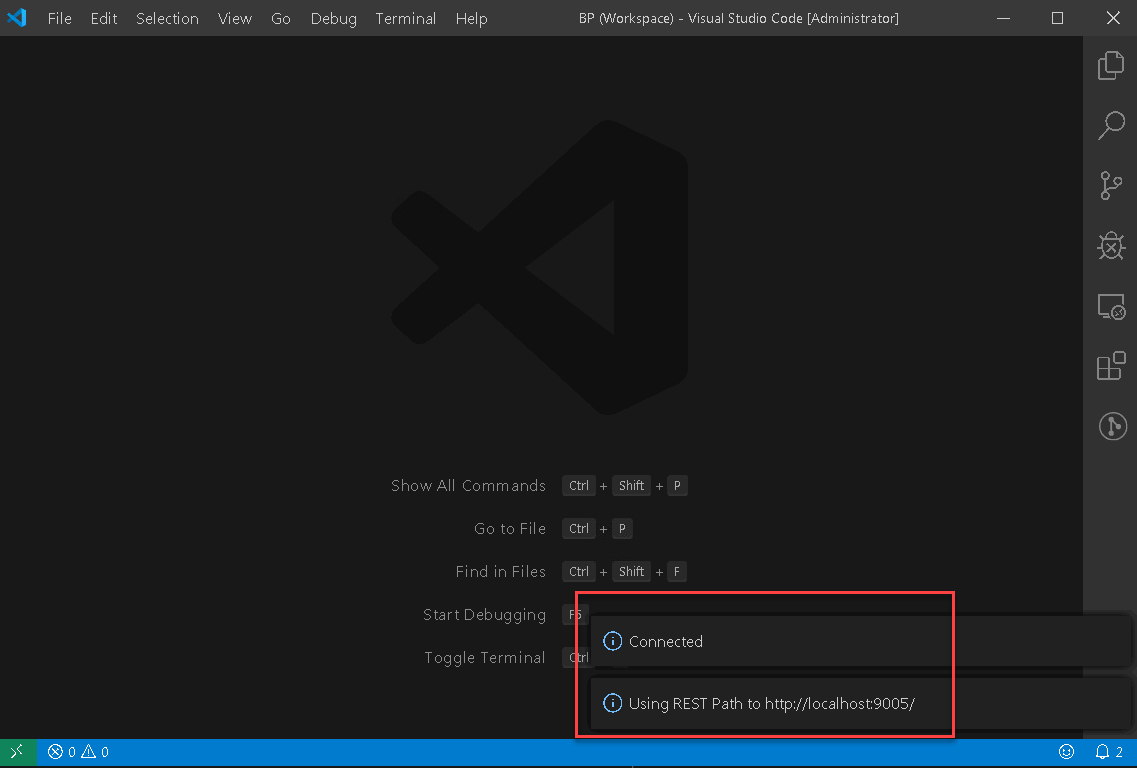 File Edit Selection View Go Debug Terminal Help BP (Workspace) - Visual Studio Code [Administrator]
Show All Commands Ctrl + Shift + P
Go to File Ctrl + P
Find in Files Ctrl + Shift + F
Start Debugging F5
Connected
Toggle Terminal Ctrl
Using REST Path to http://localhost:9005/
0 0 2